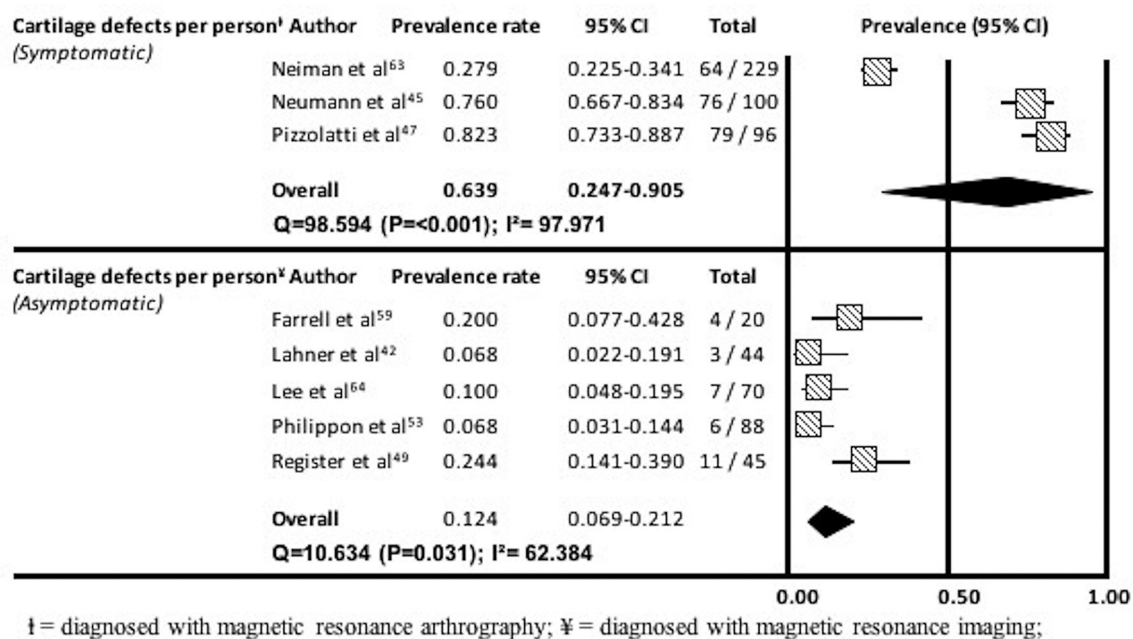 Cartilage defects per personƚ Author Prevalence rate 95% CI Total Prevalence (95% CI)
(Symptomatic)
Neiman et al⁶³ 0.279 0.225-0.341 64 / 229
Neumann et al⁴⁵ 0.760 0.667-0.834 76 / 100
Pizzolatti et al⁴⁷ 0.823 0.733-0.887 79 / 96
Overall 0.639 0.247-0.905
Q=98.594 (P=<0.001); I²= 97.971
Cartilage defects per person¥ Author Prevalence rate 95% CI Total
(Asymptomatic)
Farrell et al⁵⁹ 0.200 0.077-0.428 4 / 20
Lahner et al⁴² 0.068 0.022-0.191 3 / 44
Lee et al⁶⁴ 0.100 0.048-0.195 7 / 70
Philippon et al⁵³ 0.068 0.031-0.144 6 / 88
Register et al⁴⁹ 0.244 0.141-0.390 11 / 45
Overall 0.124 0.069-0.212
Q=10.634 (P=0.031); I²= 62.384
0.00 0.50 1.00
ƚ = diagnosed with magnetic resonance arthrography; ¥ = diagnosed with magnetic resonance imaging;